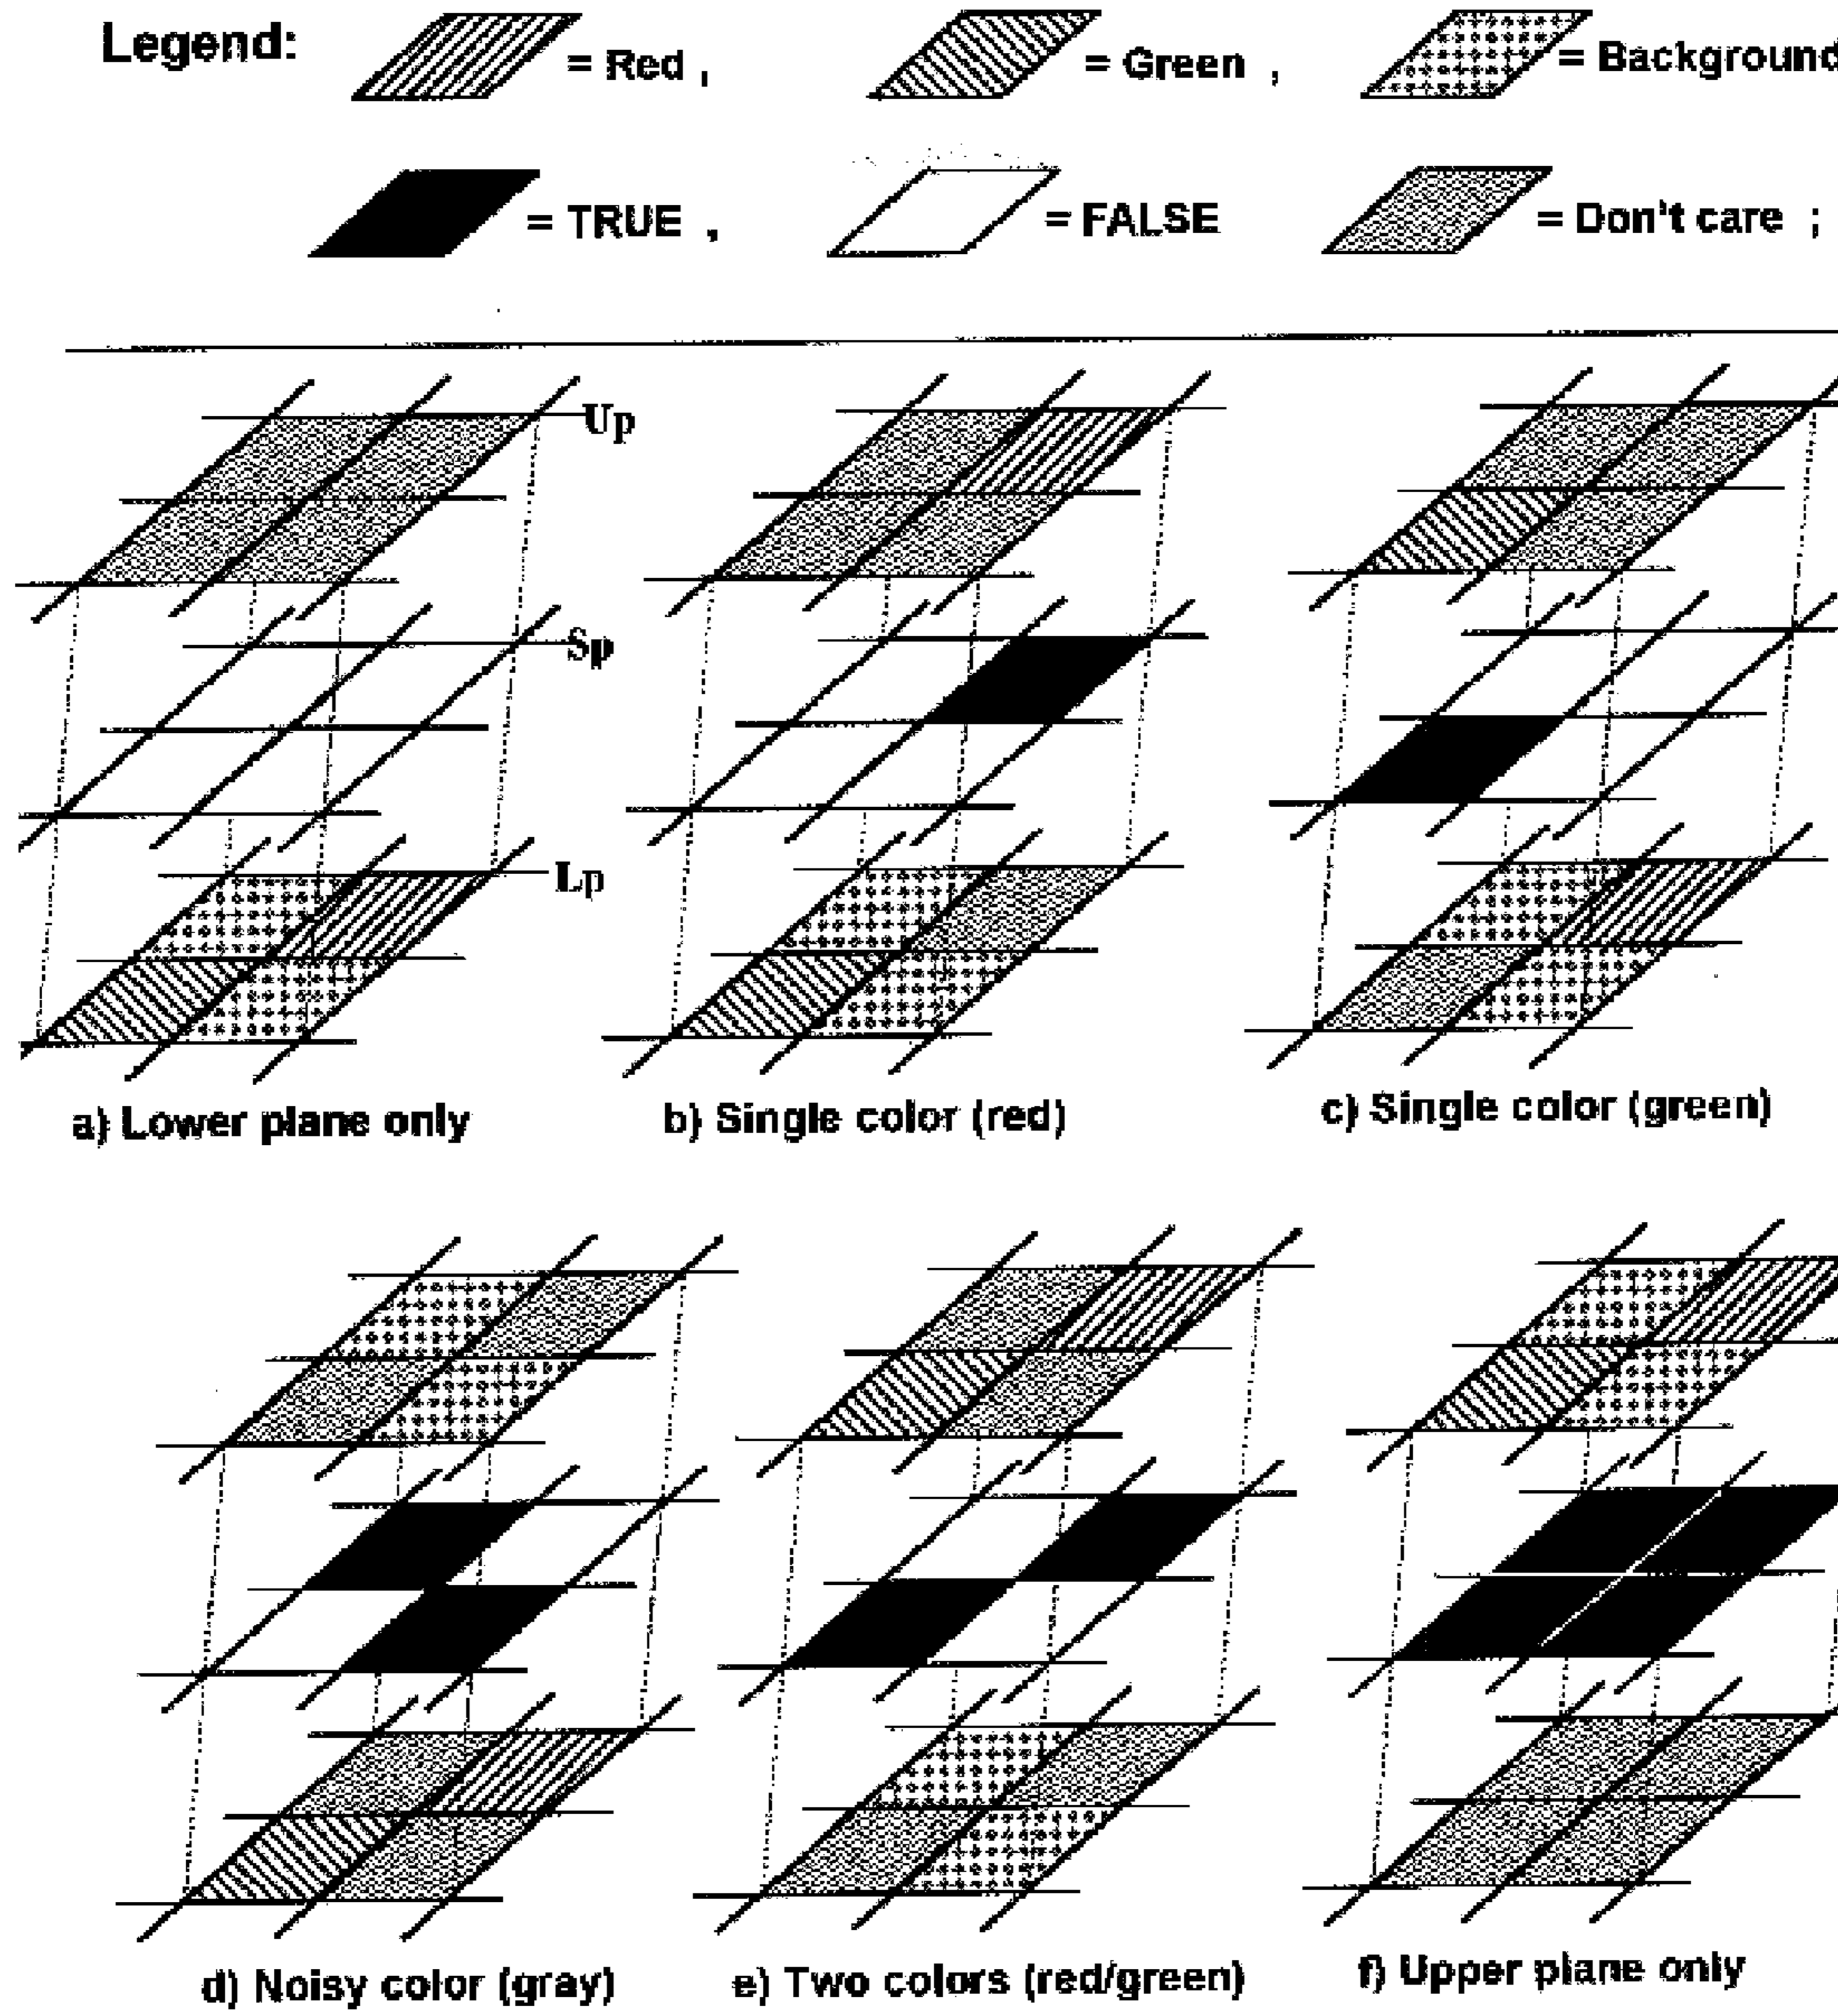 Legend: = Red , = Green , = Background
= TRUE , = FALSE = Don't care ;
Up
Sp
Lp
a) Lower plane only b) Single color (red) c) Single color (green)
d) Noisy color (gray) e) Two colors (red/green) f) Upper plane only